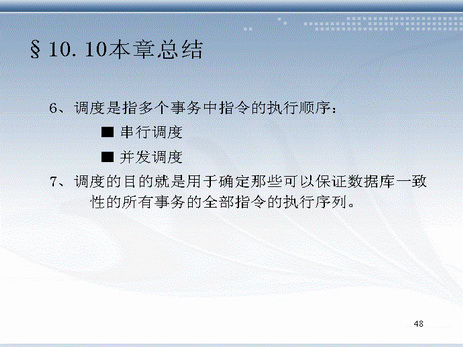 §10.10本章总结
6、调度是指多个事务中指令的执行顺序：
■ 串行调度
■ 并发调度
7、调度的目的就是用于确定那些可以保证数据库一致
性的所有事务的全部指令的执行序列。
48